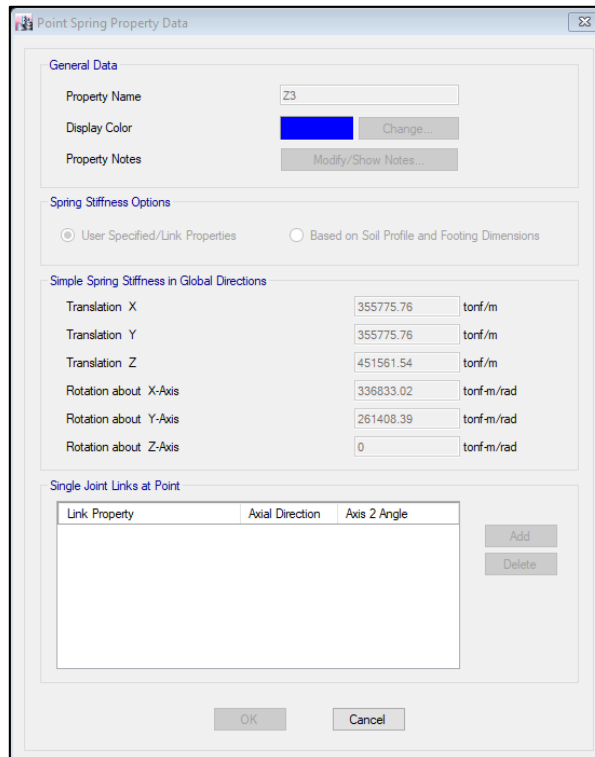 Point Spring Property Data
General Data
Property Name Z3
Display Color Change...
Property Notes Modify/Show Notes...
Spring Stiffness Options
User Specified/Link Properties Based on Soil Profile and Footing Dimensions
Simple Spring Stiffness in Global Directions
Translation X 355775.76 tonf/m
Translation Y 355775.76 tonf/m
Translation Z 451561.54 tonf/m
Rotation about X-Axis 336833.02 tonf-m/rad
Rotation about Y-Axis 261408.39 tonf-m/rad
Rotation about Z-Axis 0 tonf-m/rad
Single Joint Links at Point
Link Property Axial Direction Axis 2 Angle
Add
Delete
OK Cancel